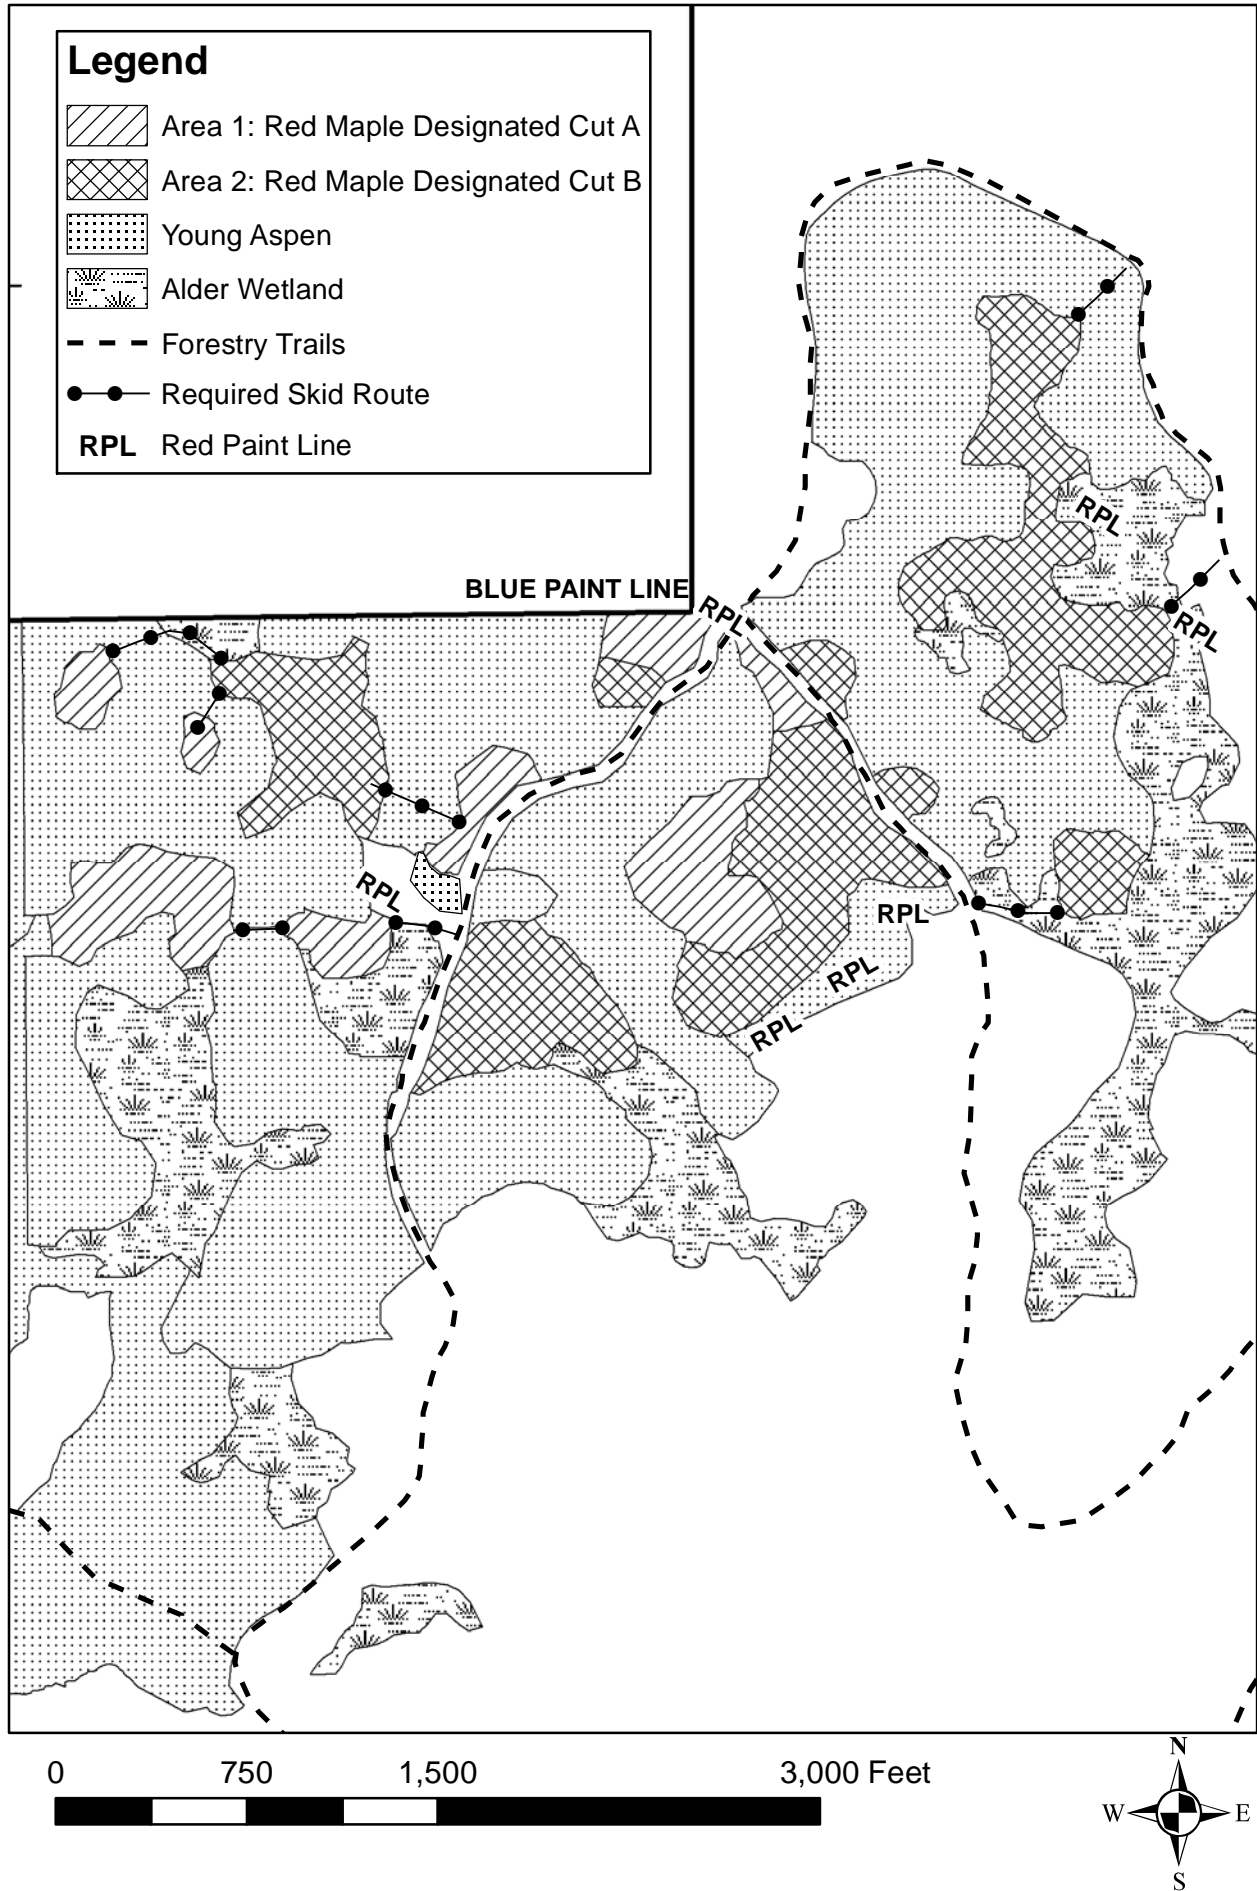 Legend
Area 1: Red Maple Designated Cut A
Area 2: Red Maple Designated Cut B
Young Aspen
Alder Wetland
Forestry Trails
Required Skid Route
RPL Red Paint Line
RPL
BLUE PAINT LINE
RPL
RPL
RPL
RPL
RPL
RPL
0 750 1,500 3,000 Feet
N
W E
S